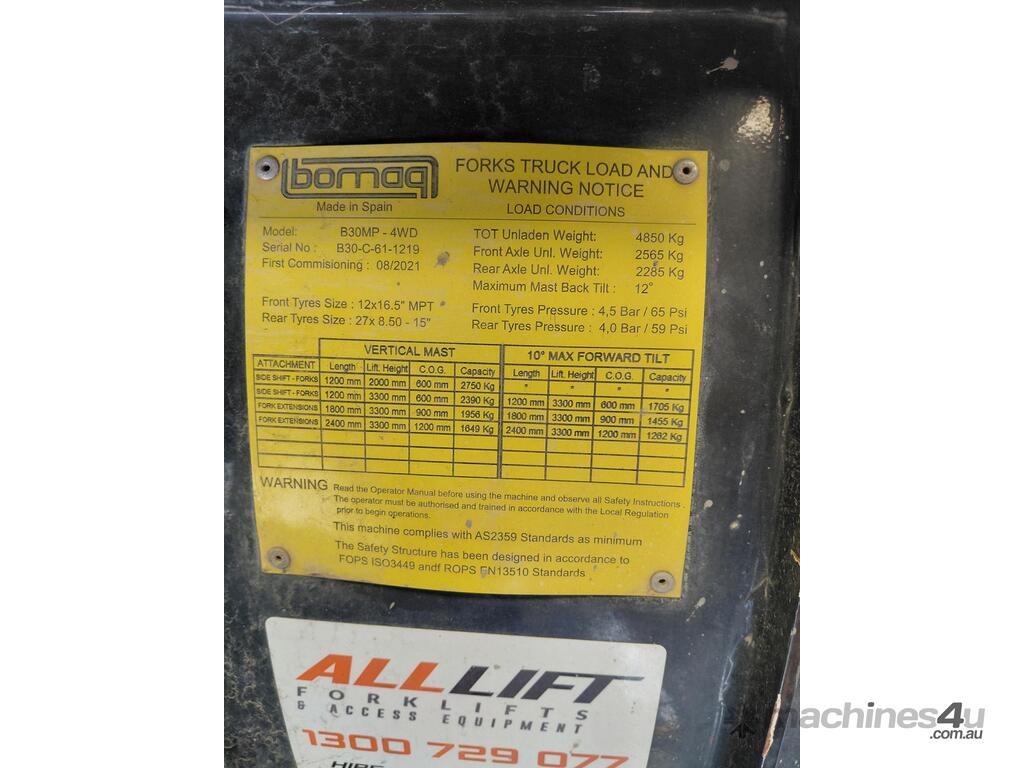 bomaq
Made in Spain
FORKS TRUCK LOAD AND
WARNING NOTICE
LOAD CONDITIONS
Model: B30MP - 4WD
Serial No : B30-C-61-1219
First Commisioning : 08/2021
Front Tyres Size : 12x16.5" MPT
Rear Tyres Size : 27x 8.50 - 15"
TOT Unladen Weight: 4850 Kg
Front Axle Unl. Weight: 2565 Kg
Rear Axle Unl. Weight: 2285 Kg
Maximum Mast Back Tilt : 12°
Front Tyres Pressure : 4,5 Bar / 65 Psi
Rear Tyres Pressure : 4,0 Bar / 59 Psi
VERTICAL MAST 10° MAX FORWARD TILT
ATTACHMENT Length Lift. Height C.O.G. Capacity Length Lift. Height C.O.G. Capacity
SIDE SHIFT - FORKS 1200 mm 2000 mm 600 mm 2750 Kg " " " "
SIDE SHIFT - FORKS 1200 mm 3300 mm 600 mm 2390 Kg 1200 mm 3300 mm 600 mm 1705 Kg
FORK EXTENSIONS 1800 mm 3300 mm 900 mm 1956 Kg 1800 mm 3300 mm 900 mm 1455 Kg
FORK EXTENSIONS 2400 mm 3300 mm 1200 mm 1649 Kg 2400 mm 3300 mm 1200 mm 1262 Kg
WARNING Read the Operator Manual before using the machine and observe all Safety Instructions .
The operator must be authorised and trained in accordance with the Local Regulation
prior to begin operations.
This machine complies with AS2359 Standards as minimum
The Safety Structure has been designed in accordance to
FOPS ISO3449 andf ROPS EN13510 Standards
ALLLIFT
FORKLIFTS
& ACCESS EQUIPMENT
1300 729 077
HIRE
machines4u
.com.au